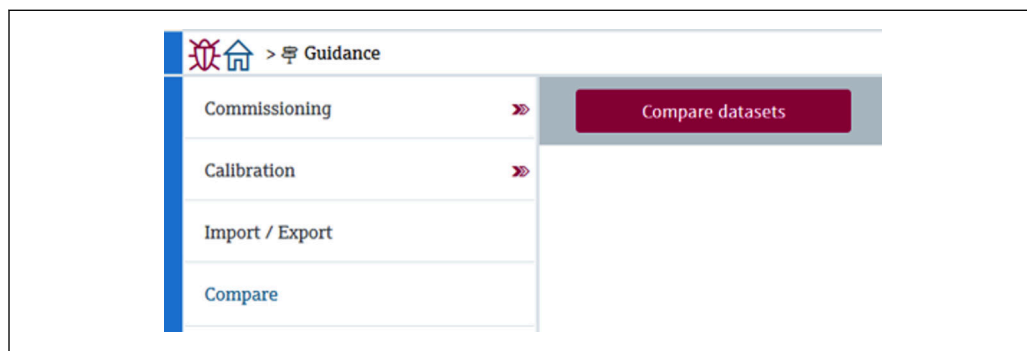 > Guidance
Commissioning
Compare datasets
Calibration
Import / Export
Compare